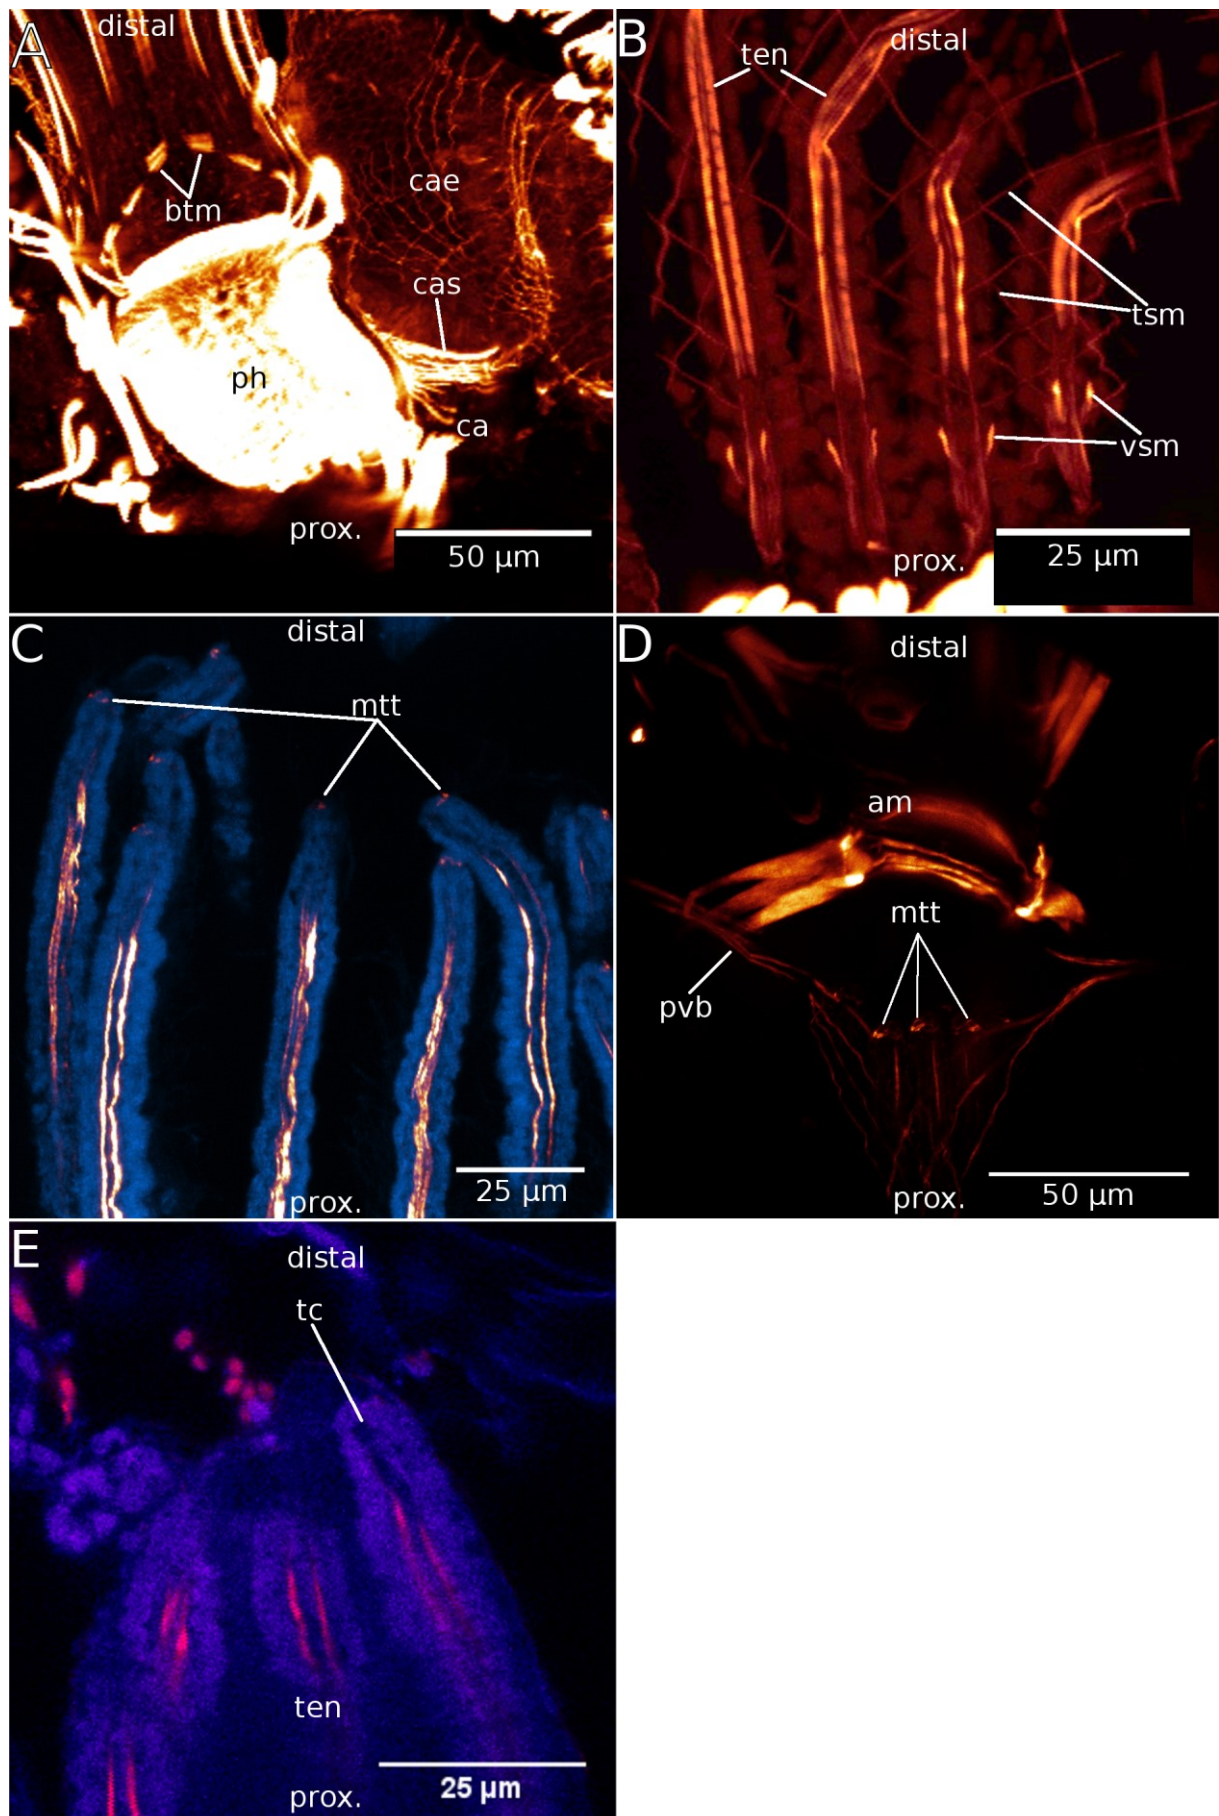 A
distal
btm
cae
cas
ph
ca
prox.
50 µm
B
distal
ten
tsm
vsm
prox.
25 µm
C
distal
mtt
25 µm
prox.
D
distal
am
mtt
pvb
prox.
50 µm
E
distal
tc
ten
25 µm
prox.